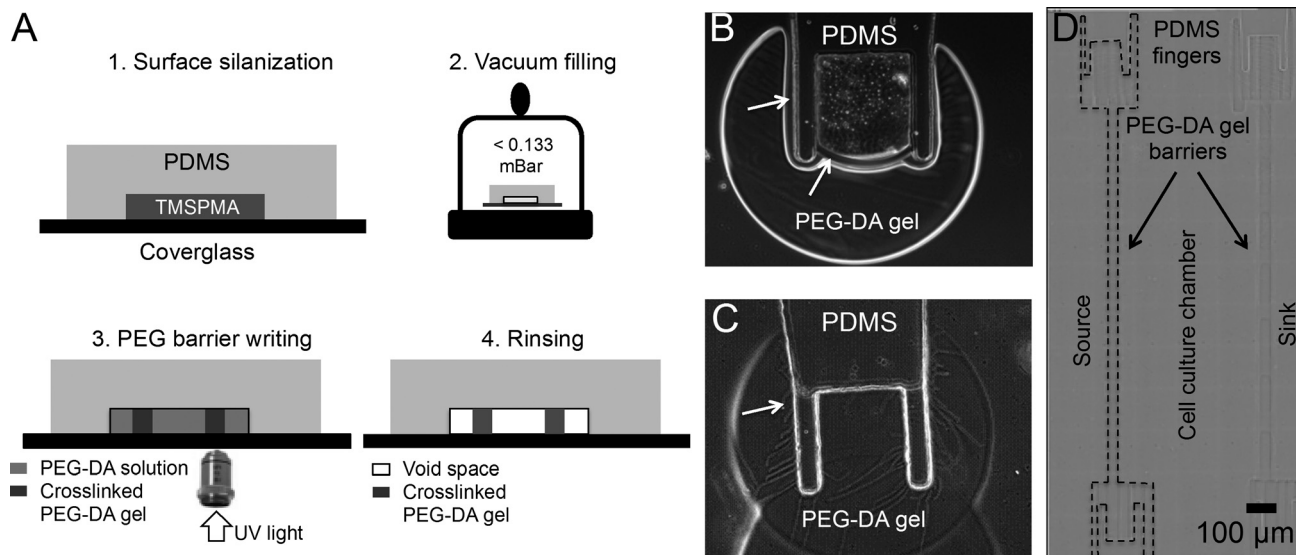 A
1. Surface silanization
PDMS
TMSPMA
Coverglass
2. Vacuum filling
< 0.133
mBar
3. PEG barrier writing
PEG-DA solution
Crosslinked
PEG-DA gel
UV light
4. Rinsing
Void space
Crosslinked
PEG-DA gel
B
PDMS
PEG-DA gel
C
PDMS
PEG-DA gel
D
PDMS
fingers
PEG-DA gel
barriers
Source
Cell culture chamber
Sink
100 µm